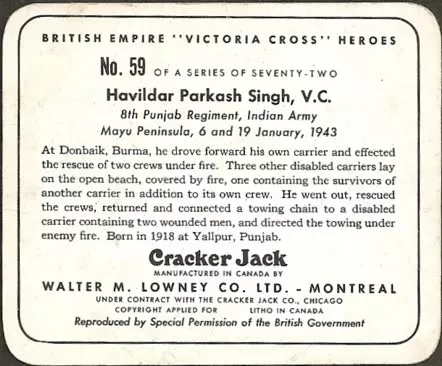 BRITISH EMPIRE "VICTORIA CROSS" HEROES
No. 59 OF A SERIES OF SEVENTY-TWO
Havildar Parkash Singh, V.C.
8th Punjab Regiment, Indian Army
Mayu Peninsula, 6 and 19 January, 1943
At Donbaik, Burma, he drove forward his own carrier and effected
the rescue of two crews under fire. Three other disabled carriers lay
on the open beach, covered by fire, one containing the survivors of
another carrier in addition to its own crew. He went out, rescued
the crews, returned and connected a towing chain to a disabled
carrier containing two wounded men, and directed the towing under
enemy fire. Born in 1918 at Yallpur, Punjab.
Cracker Jack
MANUFACTURED IN CANADA BY
WALTER M. LOWNEY CO. LTD. - MONTREAL
UNDER CONTRACT WITH THE CRACKER JACK CO., CHICAGO
COPYRIGHT APPLIED FOR LITHO IN CANADA
Reproduced by Special Permission of the British Government